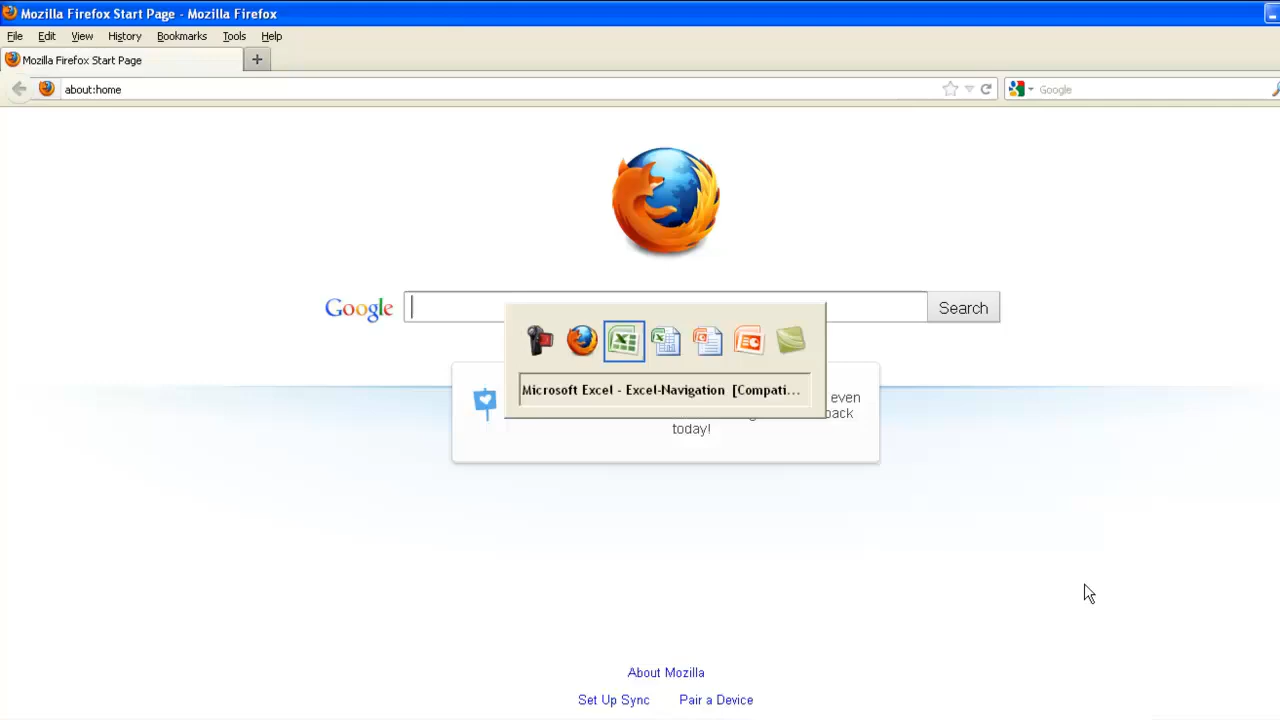 Mozilla Firefox Start Page - Mozilla Firefox
File Edit View History Bookmarks Tools Help
Mozilla Firefox Start Page
about:home
Google
Google
Search
Microsoft Excel - Excel-Navigation [Compati...
even
back
today!
About Mozilla
Set Up Sync Pair a Device